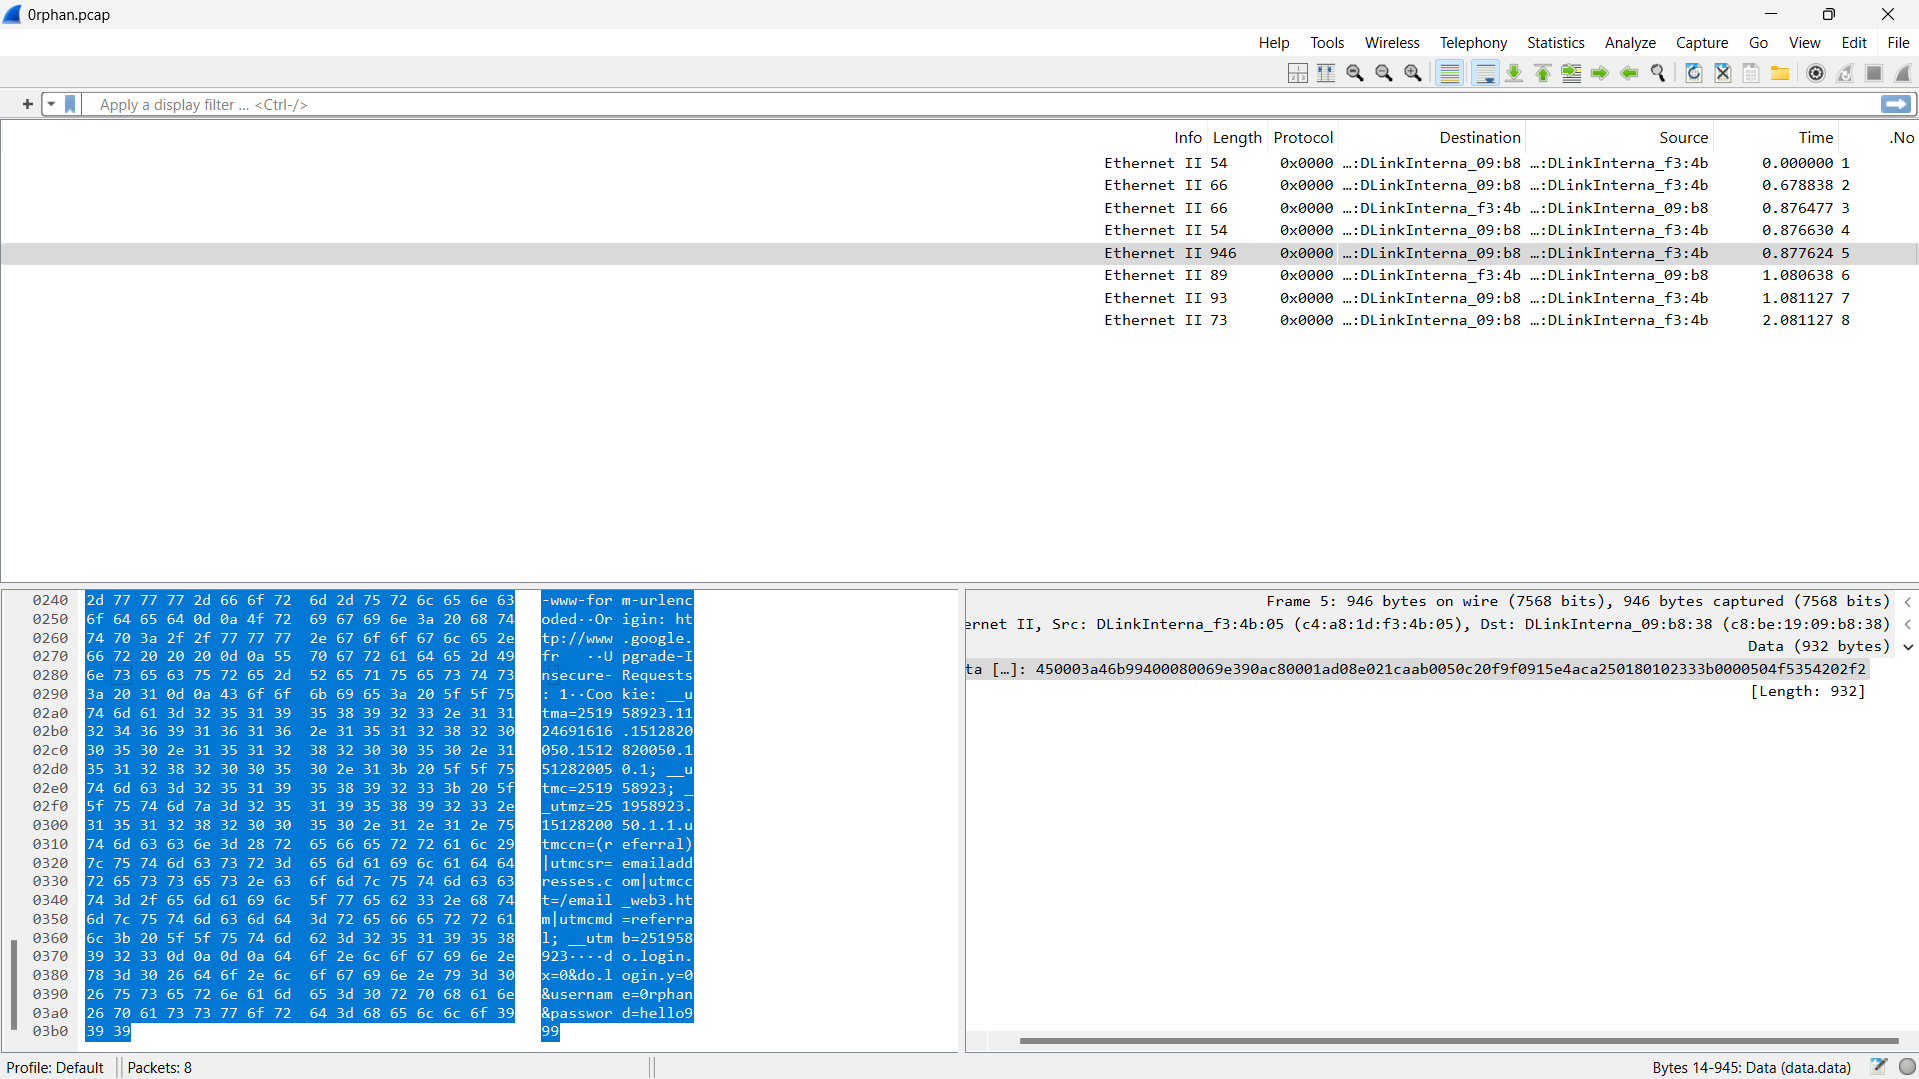 0rphan.pcap
Help Tools Wireless Telephony Statistics Analyze Capture Go View Edit File
Apply a display filter … <Ctrl-/>
Info Length Protocol Destination Source Time .No
Ethernet II 54 0x0000 …:DLinkInterna_09:b8 …:DLinkInterna_f3:4b 0.000000 1
Ethernet II 66 0x0000 …:DLinkInterna_09:b8 …:DLinkInterna_f3:4b 0.678838 2
Ethernet II 66 0x0000 …:DLinkInterna_f3:4b …:DLinkInterna_09:b8 0.876477 3
Ethernet II 54 0x0000 …:DLinkInterna_09:b8 …:DLinkInterna_f3:4b 0.876630 4
Ethernet II 946 0x0000 …:DLinkInterna_09:b8 …:DLinkInterna_f3:4b 0.877624 5
Ethernet II 89 0x0000 …:DLinkInterna_f3:4b …:DLinkInterna_09:b8 1.080638 6
Ethernet II 93 0x0000 …:DLinkInterna_09:b8 …:DLinkInterna_f3:4b 1.081127 7
Ethernet II 73 0x0000 …:DLinkInterna_09:b8 …:DLinkInterna_f3:4b 2.081127 8
0240 2d 77 77 77 2d 66 6f 72 6d 2d 75 72 6c 65 6e 63 -www-for m-urlenc
0250 6f 64 65 64 0d 0a 4f 72 69 67 69 6e 3a 20 68 74 oded··Or igin: ht
0260 74 70 3a 2f 2f 77 77 77 2e 67 6f 6f 67 6c 65 2e tp://www .google.
0270 66 72 20 20 20 0d 0a 55 70 67 72 61 64 65 2d 49 fr   ··U pgrade-I
0280 6e 73 65 63 75 72 65 2d 52 65 71 75 65 73 74 73 nsecure- Requests
0290 3a 20 31 0d 0a 43 6f 6f 6b 69 65 3a 20 5f 5f 75 : 1··Coo kie: __u
02a0 74 6d 61 3d 32 35 31 39 35 38 39 32 33 2e 31 31 tma=2519 58923.11
02b0 32 34 36 39 31 36 31 36 2e 31 35 31 32 38 32 30 24691616 .1512820
02c0 30 35 30 2e 31 35 31 32 38 32 30 30 35 30 2e 31 050.1512 820050.1
02d0 35 31 32 38 32 30 30 35 30 2e 31 3b 20 5f 5f 75 51282005 0.1; __u
02e0 74 6d 63 3d 32 35 31 39 35 38 39 32 33 3b 20 5f tmc=2519 58923; _
02f0 5f 75 74 6d 7a 3d 32 35 31 39 35 38 39 32 33 2e _utmz=25 1958923.
0300 31 35 31 32 38 32 30 30 35 30 2e 31 2e 31 2e 75 15128200 50.1.1.u
0310 74 6d 63 63 6e 3d 28 72 65 66 65 72 72 61 6c 29 tmccn=(r eferral)
0320 7c 75 74 6d 63 73 72 3d 65 6d 61 69 6c 61 64 64 |utmcsr= emailadd
0330 72 65 73 73 65 73 2e 63 6f 6d 7c 75 74 6d 63 63 resses.c om|utmcc
0340 74 3d 2f 65 6d 61 69 6c 5f 77 65 62 33 2e 68 74 t=/email _web3.ht
0350 6d 7c 75 74 6d 63 6d 64 3d 72 65 66 65 72 72 61 m|utmcmd =referra
0360 6c 3b 20 5f 5f 75 74 6d 62 3d 32 35 31 39 35 38 l; __utm b=251958
0370 39 32 33 0d 0a 0d 0a 64 6f 2e 6c 6f 67 69 6e 2e 923····d o.login.
0380 78 3d 30 26 64 6f 2e 6c 6f 67 69 6e 2e 79 3d 30 x=0&do.l ogin.y=0
0390 26 75 73 65 72 6e 61 6d 65 3d 30 72 70 68 61 6e &usernam e=0rphan
03a0 26 70 61 73 73 77 6f 72 64 3d 68 65 6c 6c 6f 39 &passwor d=hello9
03b0 39 39 99
Frame 5: 946 bytes on wire (7568 bits), 946 bytes captured (7568 bits)
ernet II, Src: DLinkInterna_f3:4b:05 (c4:a8:1d:f3:4b:05), Dst: DLinkInterna_09:b8:38 (c8:be:19:09:b8:38)
Data (932 bytes)
ta […]: 450003a46b99400080069e390ac80001ad08e021caab0050c20f9f0915e4aca250180102333b0000504f5354202f2
[Length: 932]
Profile: Default Packets: 8 Bytes 14-945: Data (data.data)